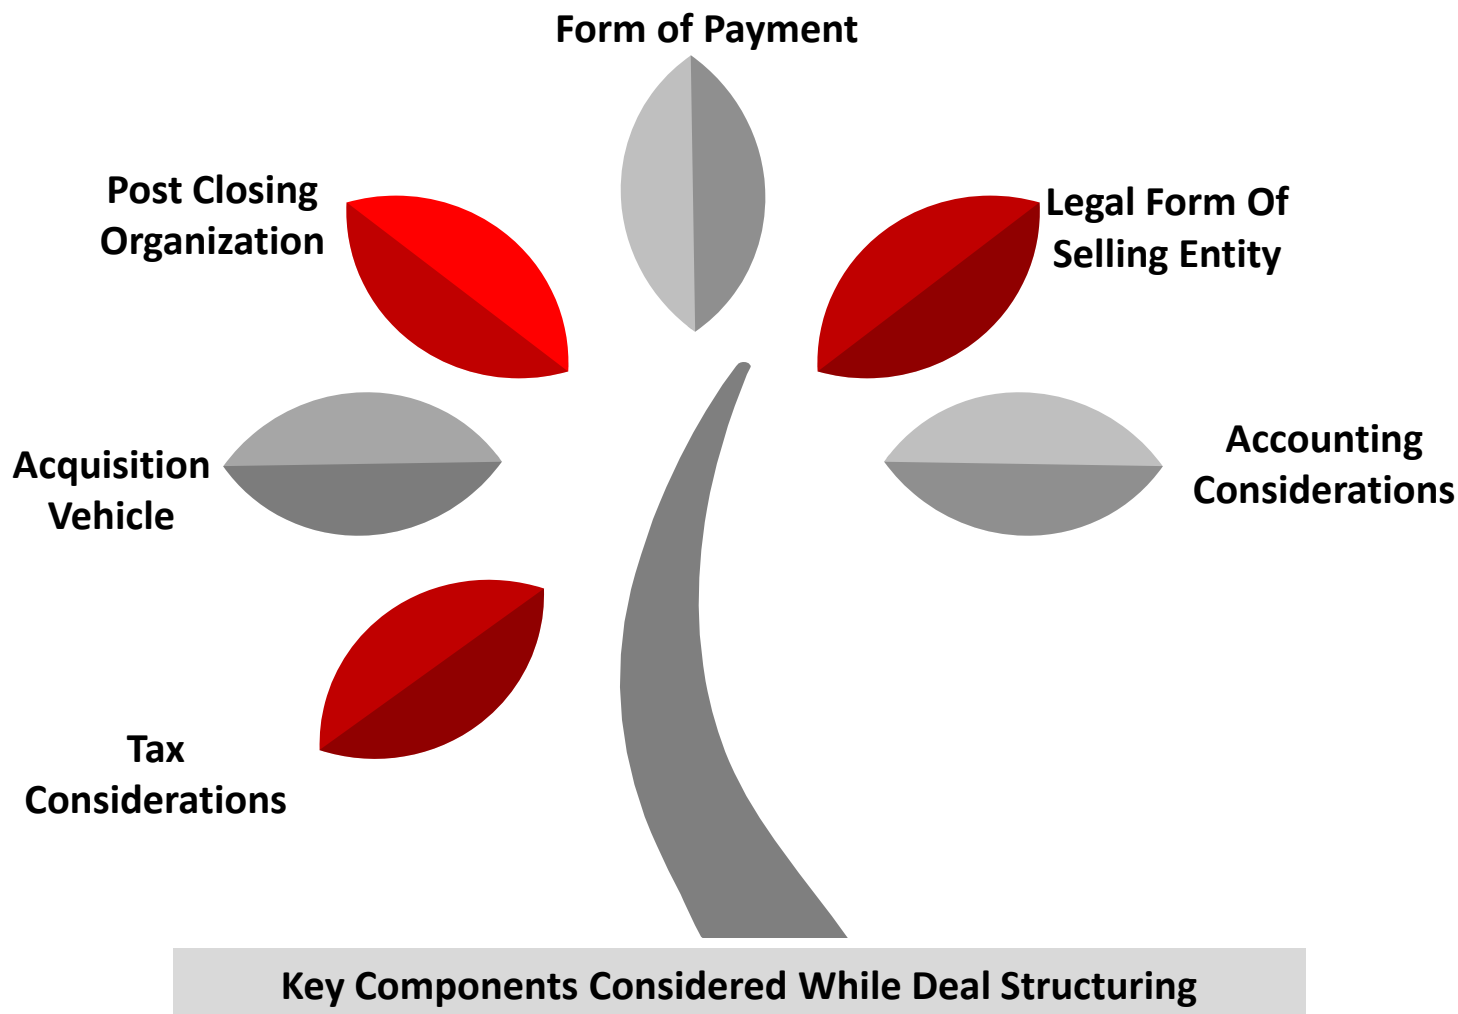 Form of Payment
Post Closing
Organization
Legal Form Of
Selling Entity
Acquisition
Vehicle
Accounting
Considerations
Tax
Considerations
Key Components Considered While Deal Structuring